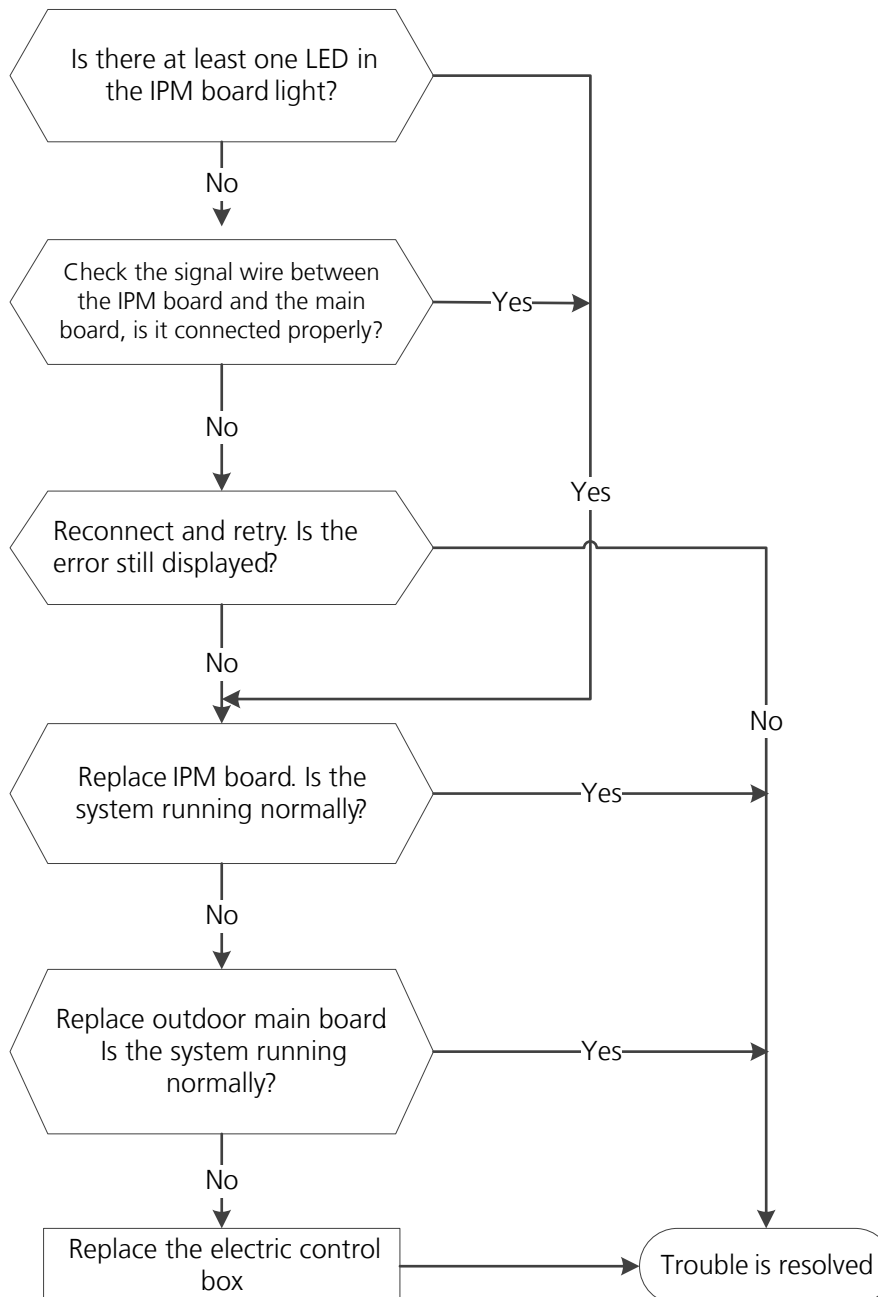 Is there at least one LED in
the IPM board light?
No
Check the signal wire between
the IPM board and the main
board, is it connected properly?
Yes
No
Yes
Reconnect and retry. Is the
error still displayed?
No
No
Replace IPM board. Is the
system running normally?
Yes
No
Replace outdoor main board
Is the system running
normally?
Yes
No
Replace the electric control
box
Trouble is resolved